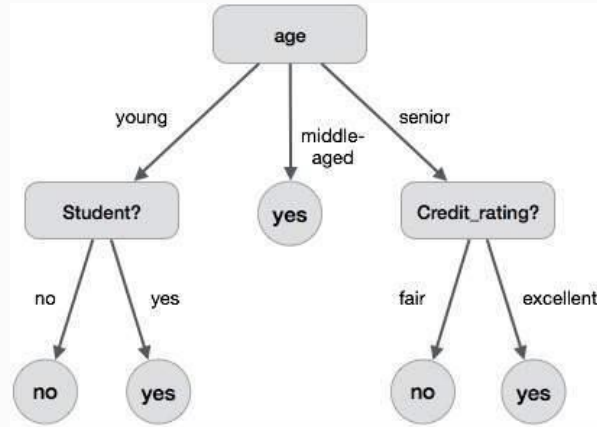 age
young
middle-
aged
senior
Student?
yes
Credit_rating?
no
yes
fair
excellent
no
yes
no
yes